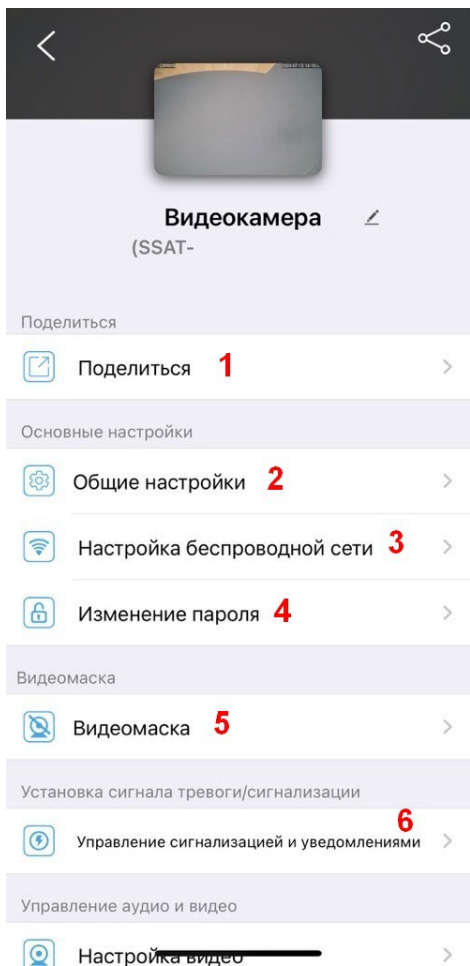 Видеокамера
(SSAT-
Поделиться
Поделиться 1
Основные настройки
Общие настройки 2
Настройка беспроводной сети 3
Изменение пароля 4
Видеомаска
Видеомаска 5
Установка сигнала тревоги/сигнализации
Управление сигнализацией и уведомлениями 6
Управление аудио и видео
Настройка видео